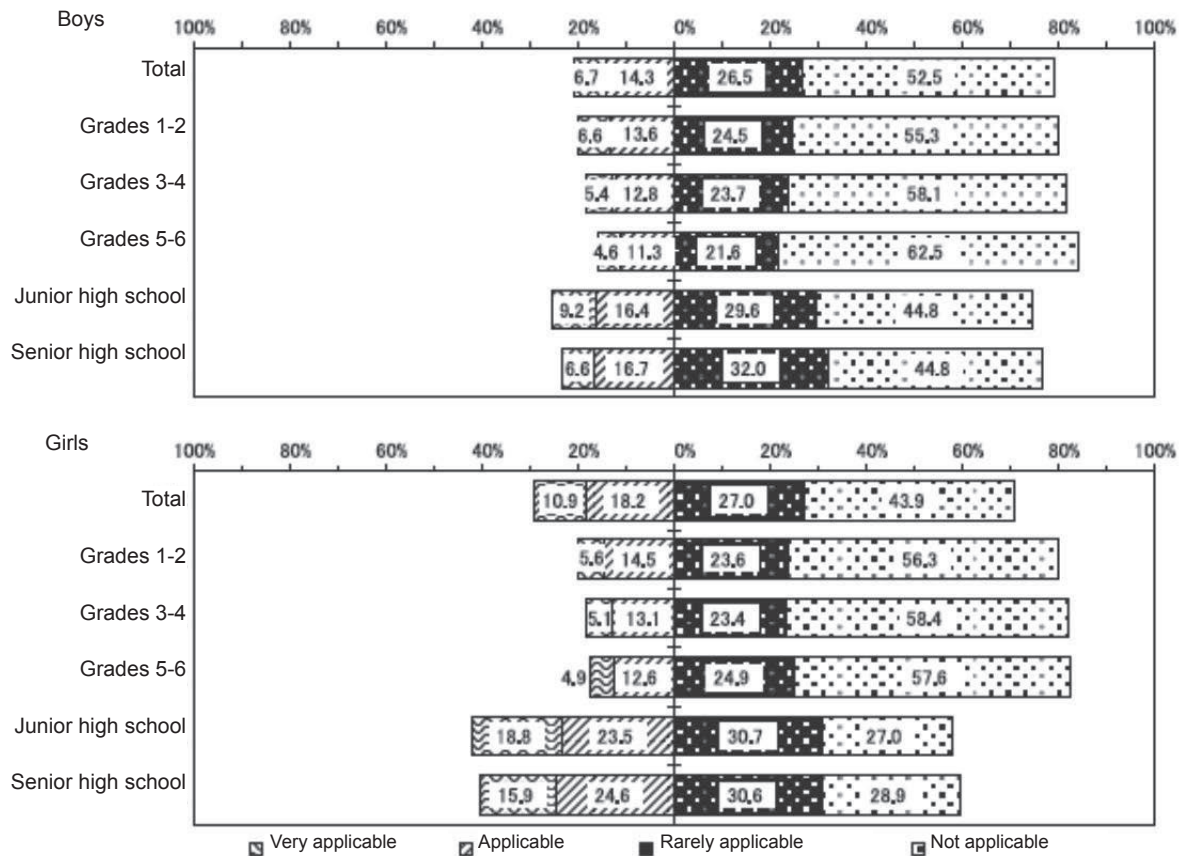 Boys
100% 80% 60% 40% 20% 0% 20% 40% 60% 80% 100%
Total 6.7 14.3 26.5 52.5
Grades 1-2 6.6 13.6 24.5 55.3
Grades 3-4 5.4 12.8 23.7 58.1
Grades 5-6 4.6 11.3 21.6 62.5
Junior high school 9.2 16.4 29.6 44.8
Senior high school 6.6 16.7 32.0 44.8
Girls
100% 80% 60% 40% 20% 0% 20% 40% 60% 80% 100%
Total 10.9 18.2 27.0 43.9
Grades 1-2 5.6 14.5 23.6 56.3
Grades 3-4 5.1 13.1 23.4 58.4
Grades 5-6 4.9 12.6 24.9 57.6
Junior high school 18.8 23.5 30.7 27.0
Senior high school 15.9 24.6 30.6 28.9
Very applicable Applicable Rarely applicable Not applicable